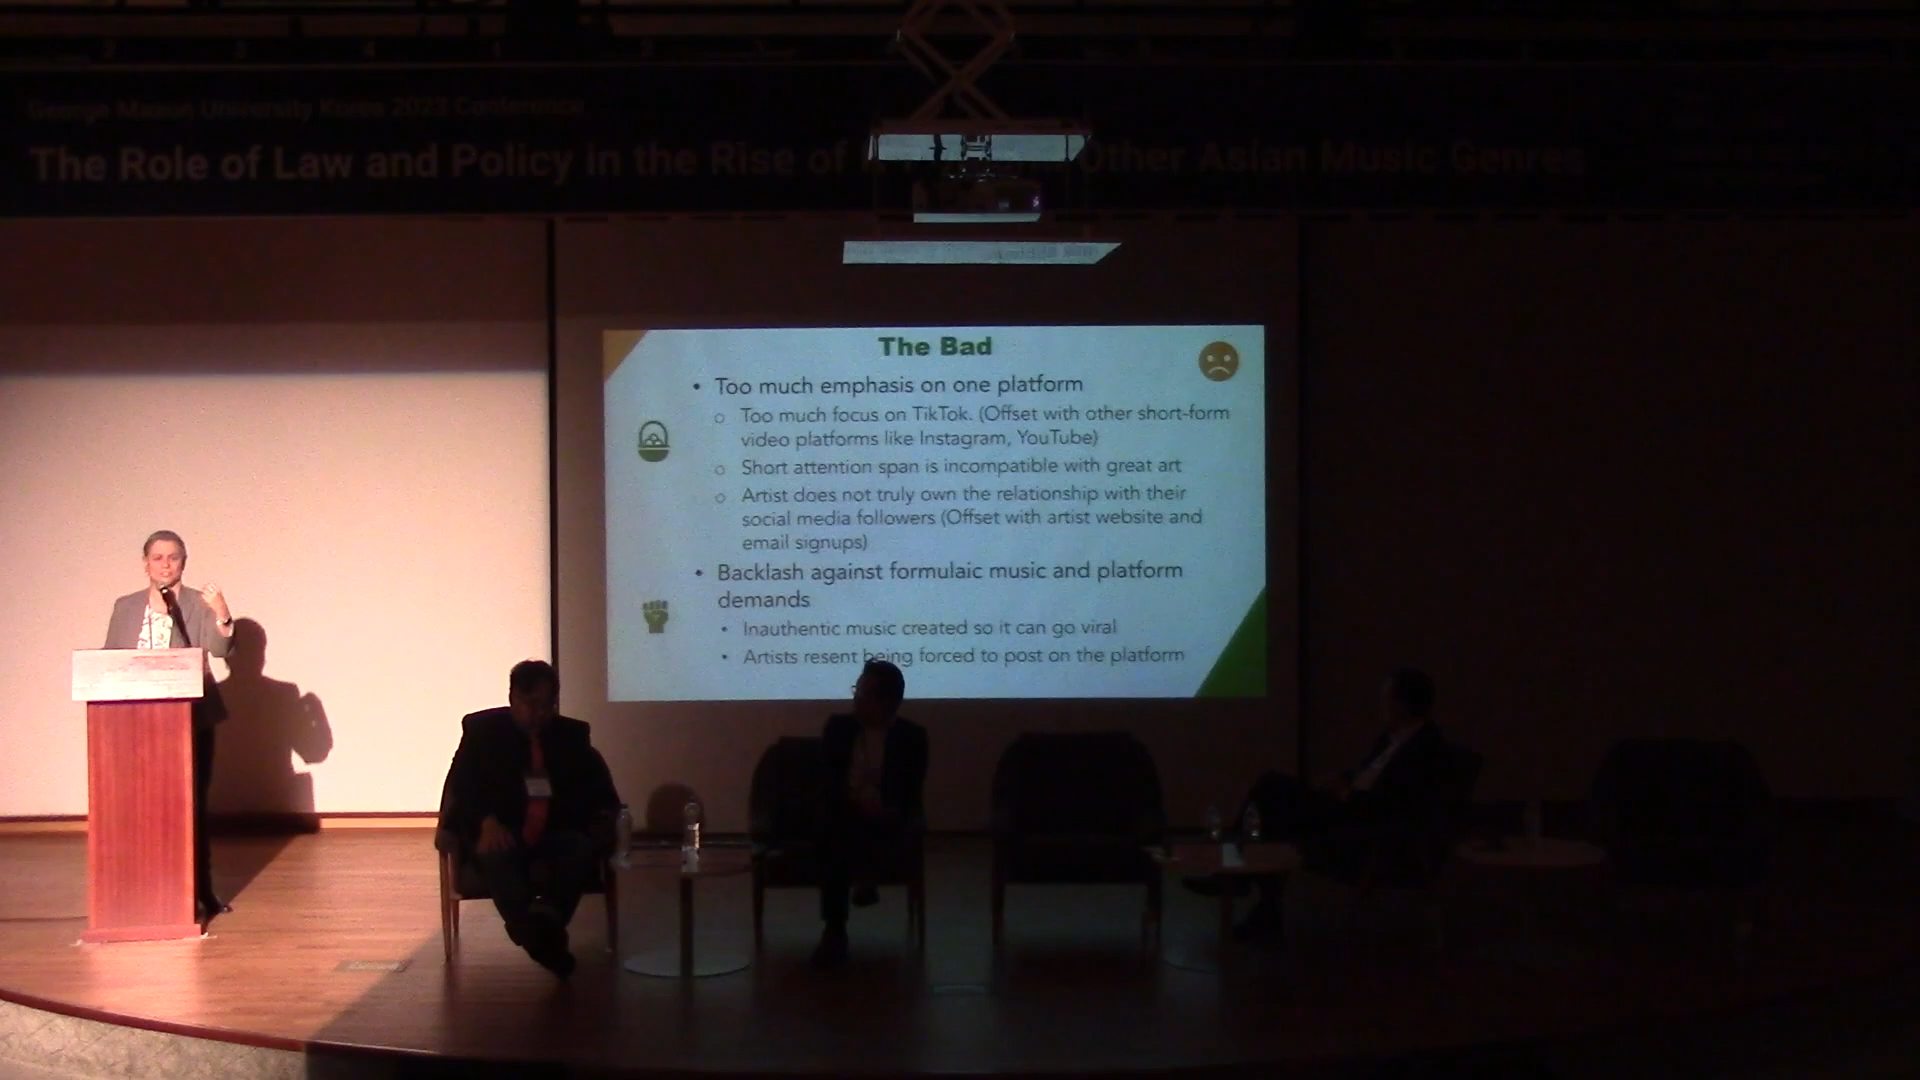 George Mason University Korea 2023 Conference
The Role of Law and Policy in the Rise of Other Asian Music Genres
The Bad
• Too much emphasis on one platform
○ Too much focus on TikTok. (Offset with other short-form
video platforms like Instagram, YouTube)
○ Short attention span is incompatible with great art
○ Artist does not truly own the relationship with their
social media followers (Offset with artist website and
email signups)
• Backlash against formulaic music and platform
demands
• Inauthentic music created so it can go viral
• Artists resent being forced to post on the platform